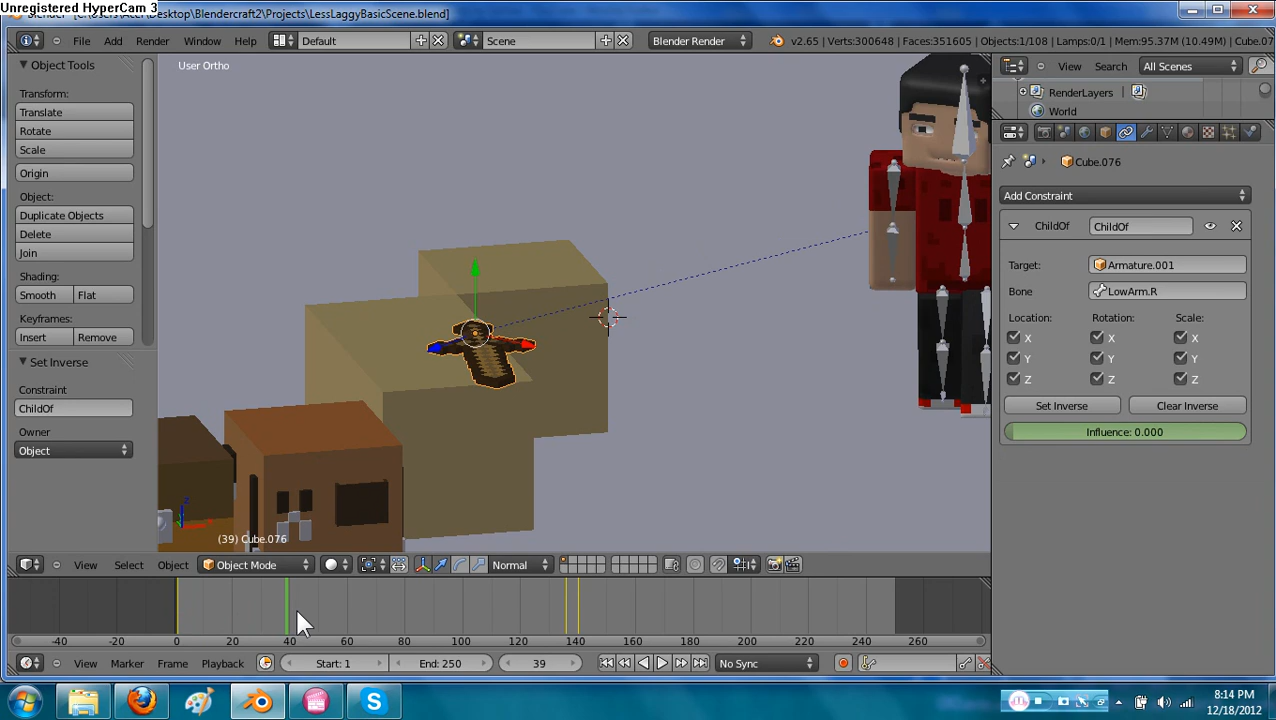 Unregistered HyperCam 3
[C:\Users\Acer\Desktop\Blendercraft2\Projects\LessLaggyBasicScene.blend]
File Add Render Window Help Default Scene Blender Render v2.65 | Verts:300648 | Faces:351605 | Objects:1/108 | Lamps:0/1 | Mem:95.37M (10.49M) | Cube.07
Object Tools
User Ortho
View Search All Scenes
RenderLayers
World
Transform:
Translate
Rotate
Scale
Origin
Object:
Duplicate Objects
Delete
Join
Shading:
Smooth Flat
Keyframes:
Insert Remove
Set Inverse
Constraint
ChildOf
Owner
Object
Cube.076
Add Constraint
ChildOf ChildOf
Target: Armature.001
Bone LowArm.R
Location: Rotation: Scale:
X X X
Y Y Y
Z Z Z
Set Inverse Clear Inverse
Influence: 0.000
(39) Cube.076
View Select Object Object Mode Normal
-40 -20 0 20 40 60 80 100 120 140 160 180 200 220 240 260
View Marker Frame Playback Start: 1 End: 250 39 No Sync
8:14 PM
12/18/2012